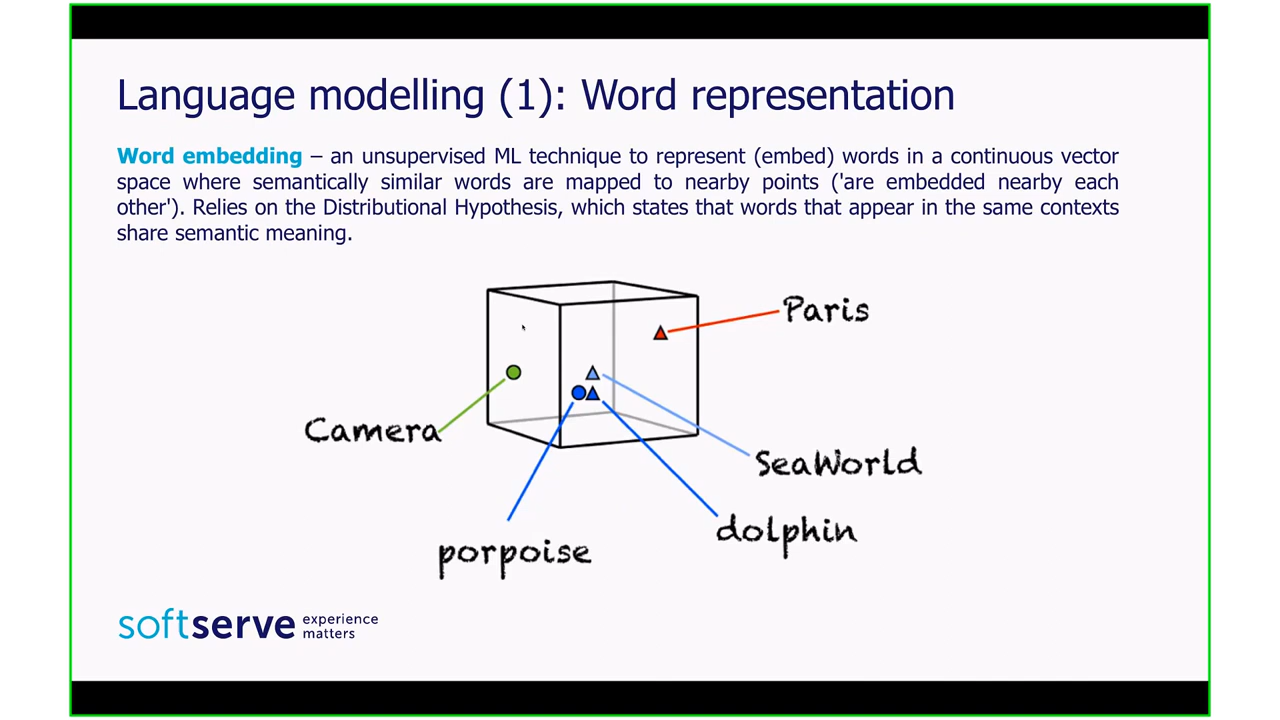 Language modelling (1): Word representation
Word embedding – an unsupervised ML technique to represent (embed) words in a continuous vector
space where semantically similar words are mapped to nearby points ('are embedded nearby each
other'). Relies on the Distributional Hypothesis, which states that words that appear in the same contexts
share semantic meaning.
Paris
Camera
SeaWorld
dolphin
porpoise
softserve experience
matters